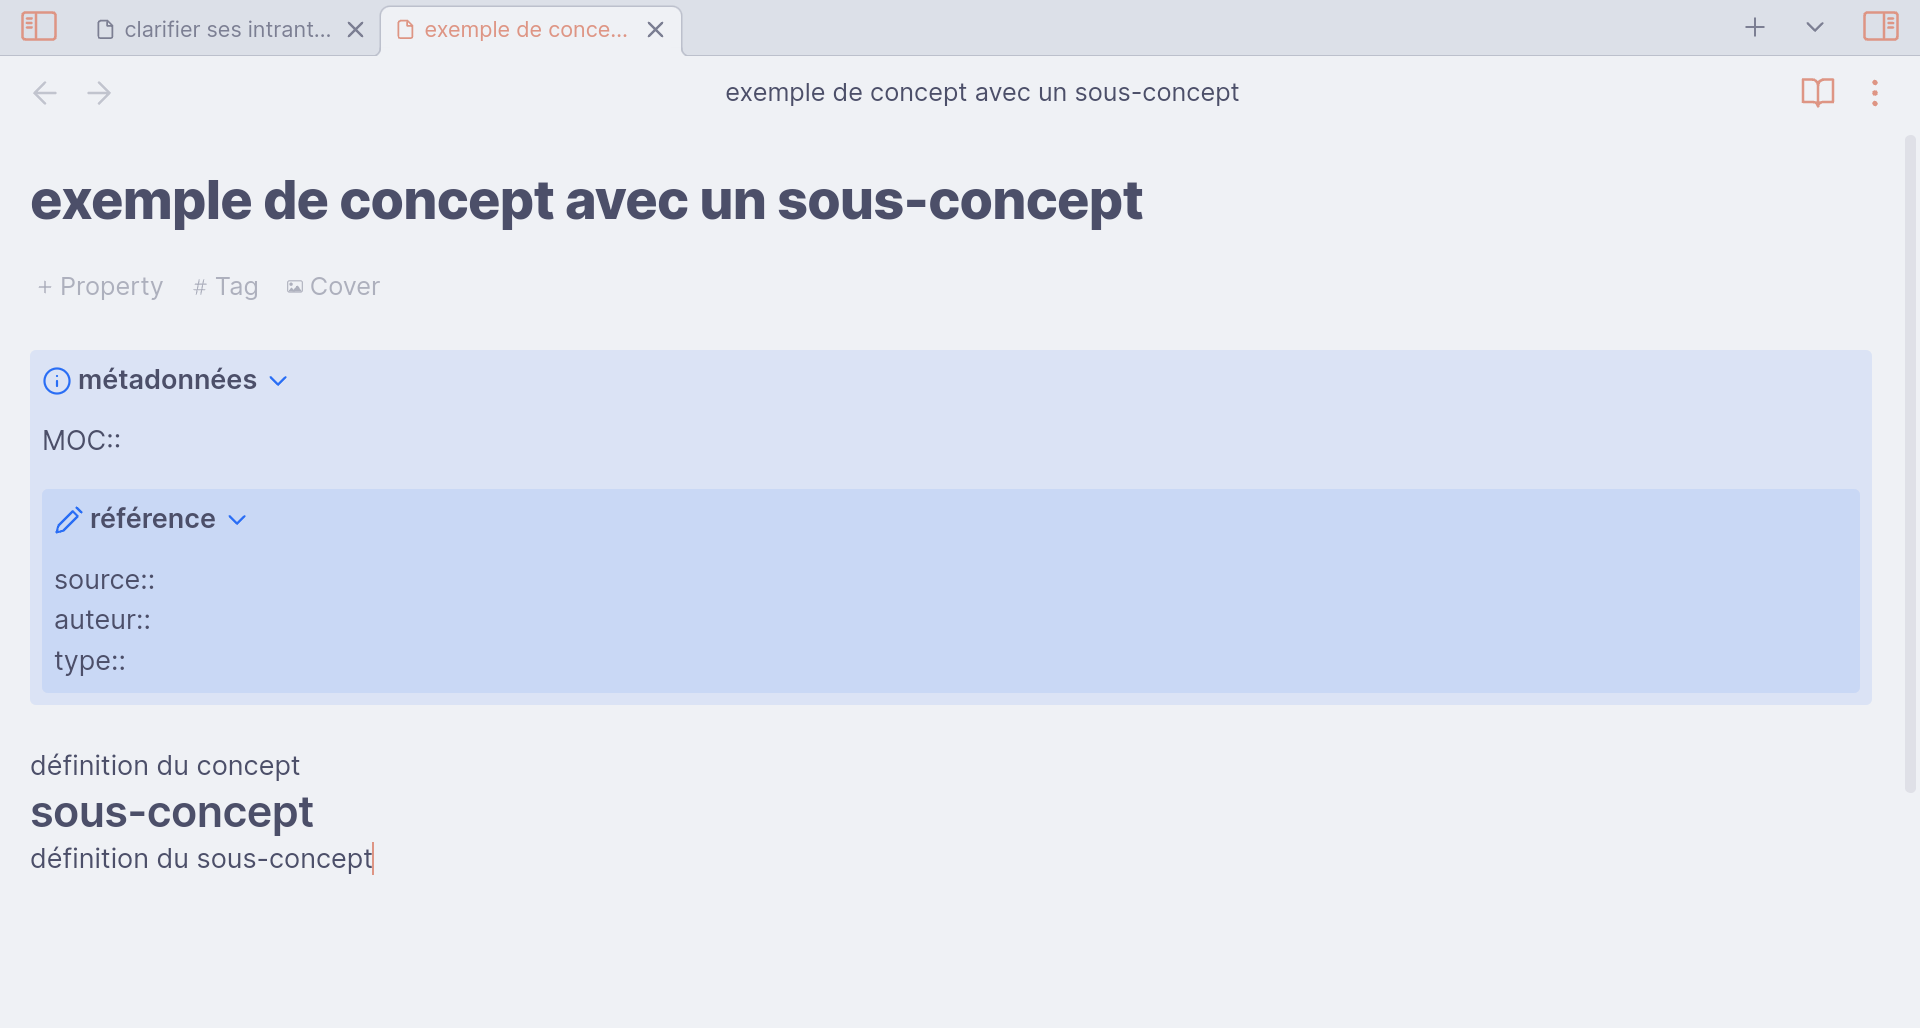 clarifier ses intrant...
exemple de conce...
exemple de concept avec un sous-concept
exemple de concept avec un sous-concept
+ Property # Tag Cover
métadonnées
MOC::
référence
source::
auteur::
type::
définition du concept
sous-concept
définition du sous-concept